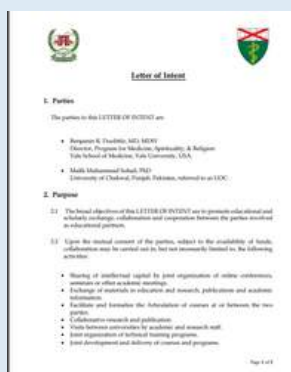 Letter of Intent
1. Parties
The parties to this LETTER OF INTENT are:
• Benjamin R. Doolittle, MD, MDIV
Director, Program for Medicine, Spirituality, & Religion
Yale School of Medicine, Yale University, USA
• Malik Muhammad Sohail, PhD
University of Chakwal, Punjab, Pakistan, referred to as UOC.
2. Purpose
2.1 The broad objectives of this LETTER OF INTENT are to promote educational and
scholarly exchange, collaboration and cooperation between the parties involved
as educational partners.
2.2 Upon the mutual consent of the parties, subject to the availability of funds,
collaboration may be carried out in, but not necessarily limited to, the following
activities:
• Sharing of intellectual capital by joint organization of online conferences,
seminars or other academic meetings.
• Exchange of materials in education and research, publications and academic
information.
• Facilitate and formalize the Articulation of courses at or between the two
parties.
• Collaborative research and publication.
• Visits between universities by academic and research staff.
• Joint organization of technical training programs.
• Joint development and delivery of courses and programs.
Page 1 of